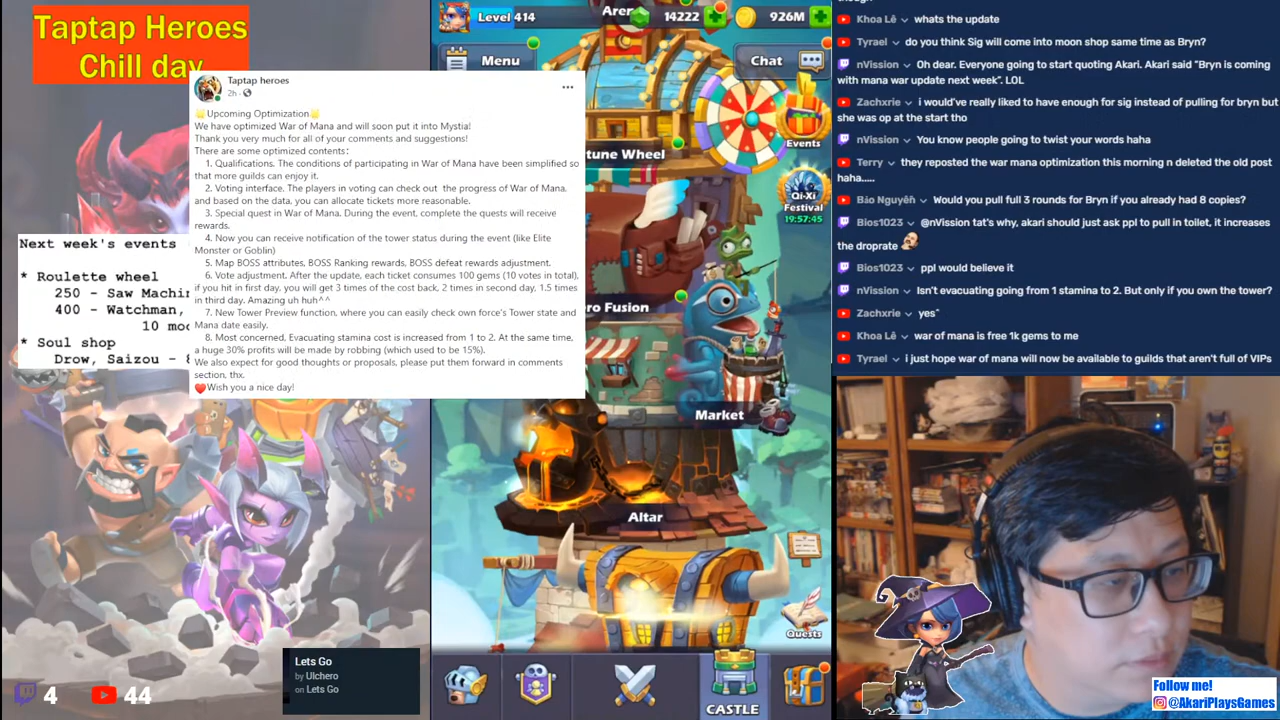 Taptap Heroes
Chill day
Taptap heroes
2h ·
Upcoming Optimization
We have optimized War of Mana and will soon put it into Mystia!
Thank you very much for all of your comments and suggestions!
There are some optimized contents:
1. Qualifications. The conditions of participating in War of Mana have been simplified so
that more guilds can enjoy it.
2. Voting interface. The players in voting can check out the progress of War of Mana,
and based on the data, you can allocate tickets more reasonable.
3. Special quest in War of Mana. During the event, complete the quests will receive
rewards.
4. Now you can receive notification of the tower status during the event (like Elite
Monster or Goblin)
5. Map BOSS attributes, BOSS Ranking rewards, BOSS defeat rewards adjustment.
6. Vote adjustment. After the update, each ticket consumes 100 gems (10 votes in total),
if you hit in first day, you will get 3 times of the cost back, 2 times in second day, 1.5 times
in third day. Amazing uh huh^^
7. New Tower Preview function, where you can easily check own force's Tower state and
Mana date easily.
8. Most concerned, Evacuating stamina cost is increased from 1 to 2. At the same time,
a huge 30% profits will be made by robbing (which used to be 15%).
We also expect for good thoughts or proposals, please put them forward in comments
section, thx.
Wish you a nice day!
Next week's events
* Roulette wheel
250 - Saw Machin
400 - Watchman,
10 moo
* Soul shop
Drow, Saizou -
4
44
Lets Go
by Ulchero
on Lets Go
Level 414
Aren
14222
926M
Menu
Chat
tune Wheel
Events
Qi-Xi
Festival
19:57:45
ro Fusion
Market
Altar
Quests
CASTLE
Khoa Lê whats the update
Tyrael do you think Sig will come into moon shop same time as Bryn?
nVission Oh dear. Everyone going to start quoting Akari. Akari said "Bryn is coming
with mana war update next week". LOL
Zachxrie i would've really liked to have enough for sig instead of pulling for bryn but
she was op at the start tho
nVission You know people going to twist your words haha
Terry they reposted the war mana optimization this morning n deleted the old post
haha.....
Báo Nguyễn Would you pull full 3 rounds for Bryn if you already had 8 copies?
Bios1023 @nVission tat's why, akari should just ask ppl to pull in toilet, it increases
the droprate
Bios1023 ppl would believe it
nVission Isn't evacuating going from 1 stamina to 2. But only if you own the tower?
Zachxrie yes"
Khoa Lê war of mana is free 1k gems to me
Tyrael i just hope war of mana will now be available to guilds that aren't full of VIPs
Follow me!
@AkariPlaysGames